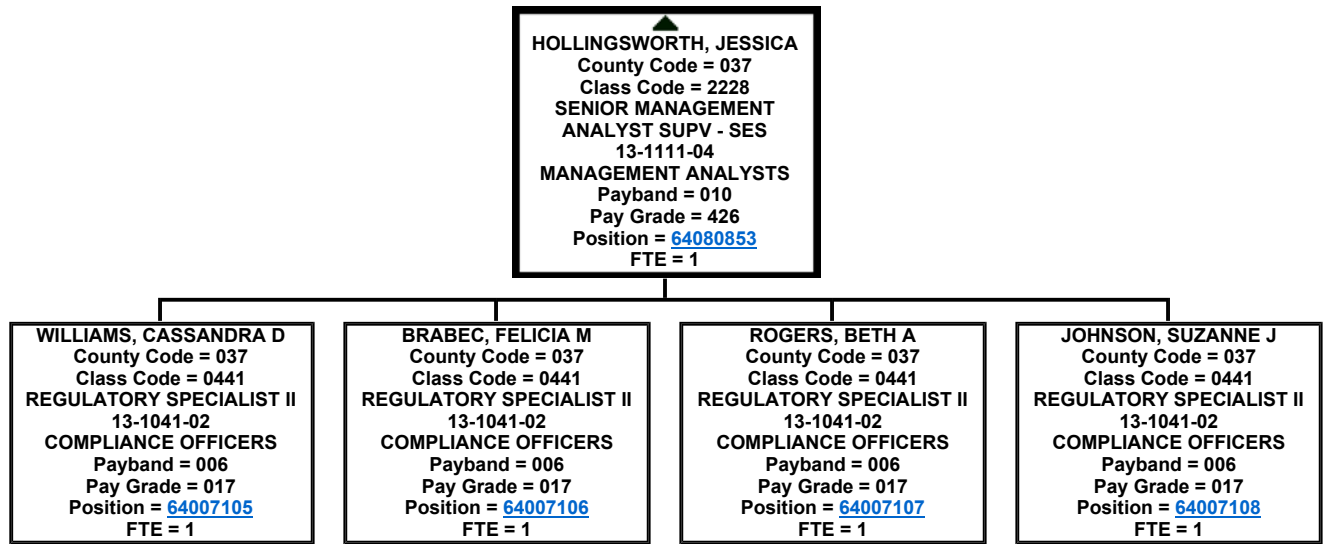 HOLLINGSWORTH, JESSICA
County Code = 037
Class Code = 2228
SENIOR MANAGEMENT
ANALYST SUPV - SES
13-1111-04
MANAGEMENT ANALYSTS
Payband = 010
Pay Grade = 426
Position = 64080853
FTE = 1
WILLIAMS, CASSANDRA D
County Code = 037
Class Code = 0441
REGULATORY SPECIALIST II
13-1041-02
COMPLIANCE OFFICERS
Payband = 006
Pay Grade = 017
Position = 64007105
FTE = 1
BRABEC, FELICIA M
County Code = 037
Class Code = 0441
REGULATORY SPECIALIST II
13-1041-02
COMPLIANCE OFFICERS
Payband = 006
Pay Grade = 017
Position = 64007106
FTE = 1
ROGERS, BETH A
County Code = 037
Class Code = 0441
REGULATORY SPECIALIST II
13-1041-02
COMPLIANCE OFFICERS
Payband = 006
Pay Grade = 017
Position = 64007107
FTE = 1
JOHNSON, SUZANNE J
County Code = 037
Class Code = 0441
REGULATORY SPECIALIST II
13-1041-02
COMPLIANCE OFFICERS
Payband = 006
Pay Grade = 017
Position = 64007108
FTE = 1